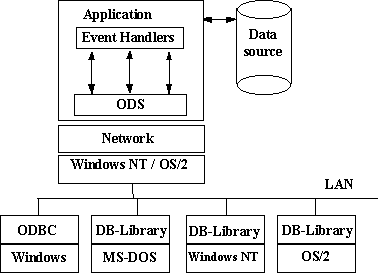 Application
Event Handlers
ODS
Data
source
Network
Windows NT / OS/2
LAN
ODBC
Windows
DB-Library
MS-DOS
DB-Library
Windows NT
DB-Library
OS/2